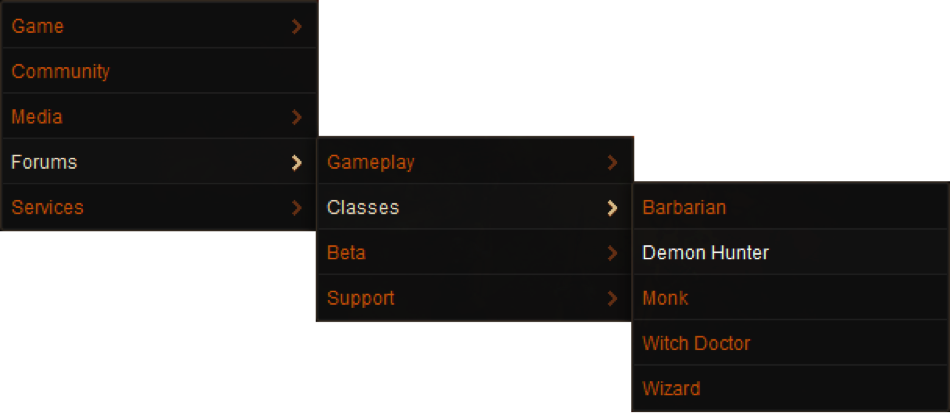 Game
Community
Media
Forums
Services
Gameplay
Classes
Beta
Support
Barbarian
Demon Hunter
Monk
Witch Doctor
Wizard